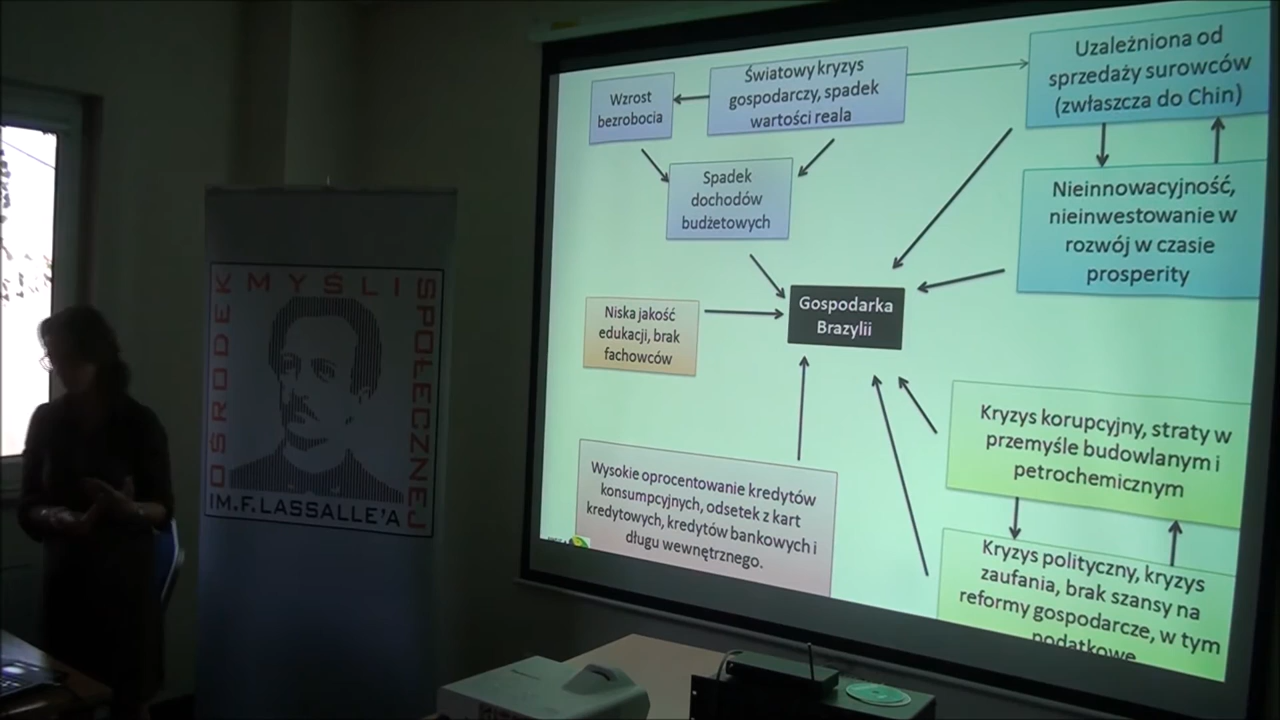 OŚRODEK
MYŚLI
SPOŁECZNEJ
IM.F.LASSALLE'A
Wzrost
bezrobocia
Światowy kryzys
gospodarczy, spadek
wartości reala
Uzależniona od
sprzedaży surowców
(zwłaszcza do Chin)
Spadek
dochodów
budżetowych
Nieinnowacyjność,
nieinwestowanie w
rozwój w czasie
prosperity
Gospodarka
Brazylii
Niska jakość
edukacji, brak
fachowców
Kryzys korupcyjny, straty w
przemyśle budowlanym i
petrochemicznym
Wysokie oprocentowanie kredytów
konsumpcyjnych, odsetek z kart
kredytowych, kredytów bankowych i
długu wewnętrznego.
Kryzys polityczny, kryzys
zaufania, brak szansy na
reformy gospodarcze, w tym
podatkowe